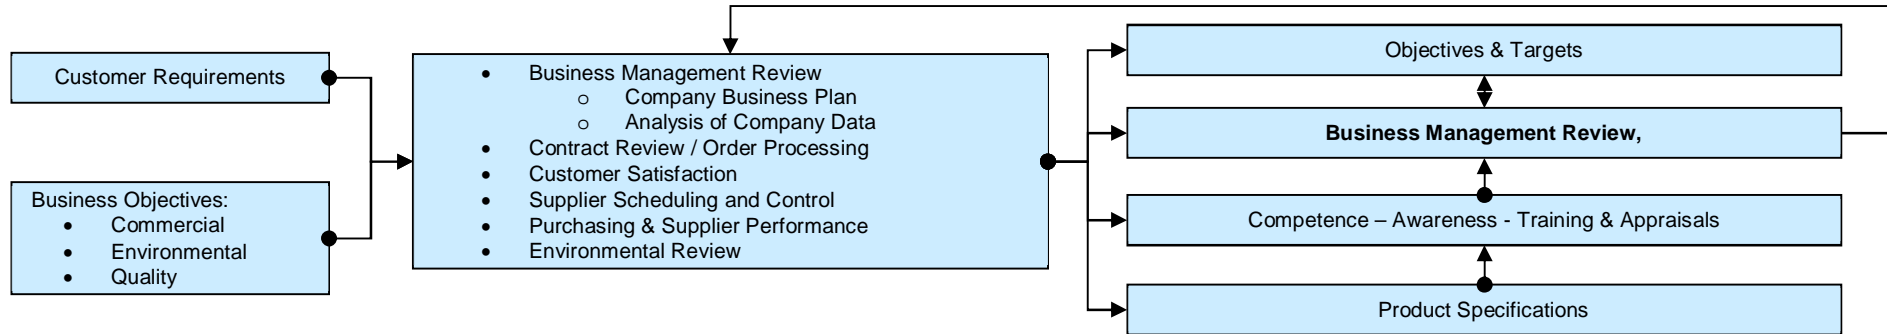 Customer Requirements
Business Objectives:
• Commercial
• Environmental
• Quality
• Business Management Review
o Company Business Plan
o Analysis of Company Data
• Contract Review / Order Processing
• Customer Satisfaction
• Supplier Scheduling and Control
• Purchasing & Supplier Performance
• Environmental Review
Objectives & Targets
Business Management Review,
Competence – Awareness - Training & Appraisals
Product Specifications